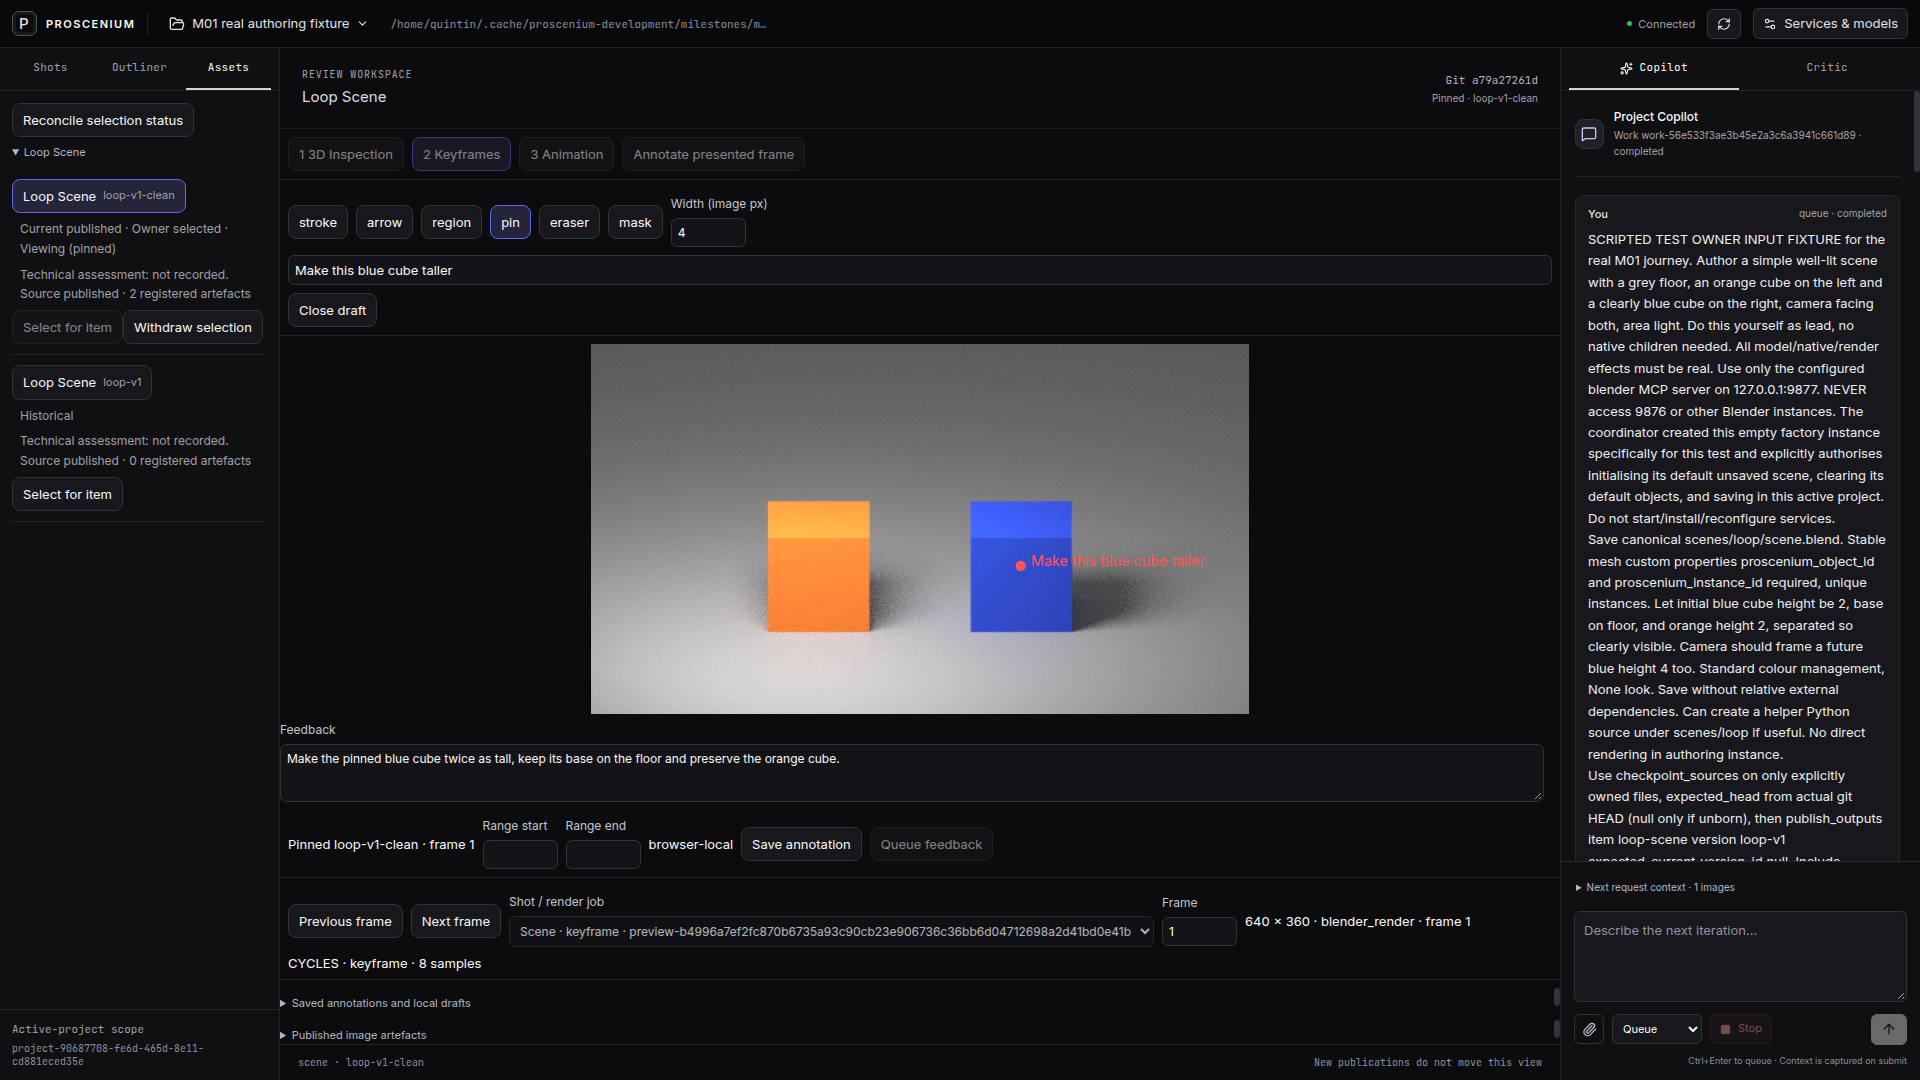 P PROSCENIUM
M01 real authoring fixture
/home/quintin/.cache/proscenium-development/milestones/m…
Connected
Services & models
Shots
Outliner
Assets
Reconcile selection status
Loop Scene
Loop Scene loop-v1-clean
Current published · Owner selected ·
Viewing (pinned)
Technical assessment: not recorded.
Source published · 2 registered artefacts
Select for item
Withdraw selection
Loop Scene loop-v1
Historical
Technical assessment: not recorded.
Source published · 0 registered artefacts
Select for item
Active-project scope
project-90687708-fe6d-465d-8e11-
cd881eced35e
REVIEW WORKSPACE
Loop Scene
Git a79a27261d
Pinned · loop-v1-clean
1 3D Inspection
2 Keyframes
3 Animation
Annotate presented frame
stroke
arrow
region
pin
eraser
mask
Width (image px)
4
Make this blue cube taller
Close draft
Make this blue cube taller
Feedback
Make the pinned blue cube twice as tall, keep its base on the floor and preserve the orange cube.
Pinned loop-v1-clean · frame 1
Range start
Range end
browser-local
Save annotation
Queue feedback
Previous frame
Next frame
Shot / render job
Scene · keyframe · preview-b4996a7ef2fc870b6735a93c90cb23e906736c36bb6d04712698a2d41bd0e41b
Frame
1
640 × 360 · blender_render · frame 1
CYCLES · keyframe · 8 samples
Saved annotations and local drafts
Published image artefacts
scene · loop-v1-clean
New publications do not move this view
Copilot
Critic
Project Copilot
Work work-56e533f3ae3b45e2a3c6a3941c661d89 ·
completed
You
queue · completed
SCRIPTED TEST OWNER INPUT FIXTURE for the
real M01 journey. Author a simple well-lit scene
with a grey floor, an orange cube on the left and
a clearly blue cube on the right, camera facing
both, area light. Do this yourself as lead, no
native children needed. All model/native/render
effects must be real. Use only the configured
blender MCP server on 127.0.0.1:9877. NEVER
access 9876 or other Blender instances. The
coordinator created this empty factory instance
specifically for this test and explicitly authorises
initialising its default unsaved scene, clearing its
default objects, and saving in this active project.
Do not start/install/reconfigure services.
Save canonical scenes/loop/scene.blend. Stable
mesh custom properties proscenium_object_id
and proscenium_instance_id required, unique
instances. Let initial blue cube height be 2, base
on floor, and orange height 2, separated so
clearly visible. Camera should frame a future
blue height 4 too. Standard colour management,
None look. Save without relative external
dependencies. Can create a helper Python
source under scenes/loop if useful. No direct
rendering in authoring instance.
Use checkpoint_sources on only explicitly
owned files, expected_head from actual git
HEAD (null only if unborn), then publish_outputs
item loop-scene version loop-v1
expected_current_version_id null. Include
Next request context · 1 images
Describe the next iteration…
Queue
Stop
Ctrl+Enter to queue · Context is captured on submit